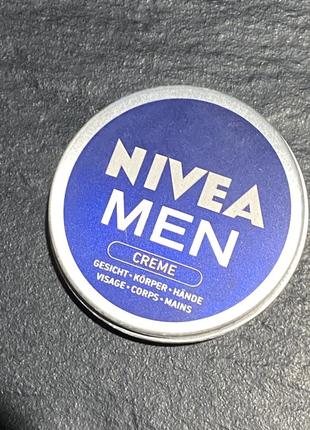 NIVEA
MEN
CREME
GESICHT•KÖRPER•HÄNDE
VISAGE•CORPS•MAINS